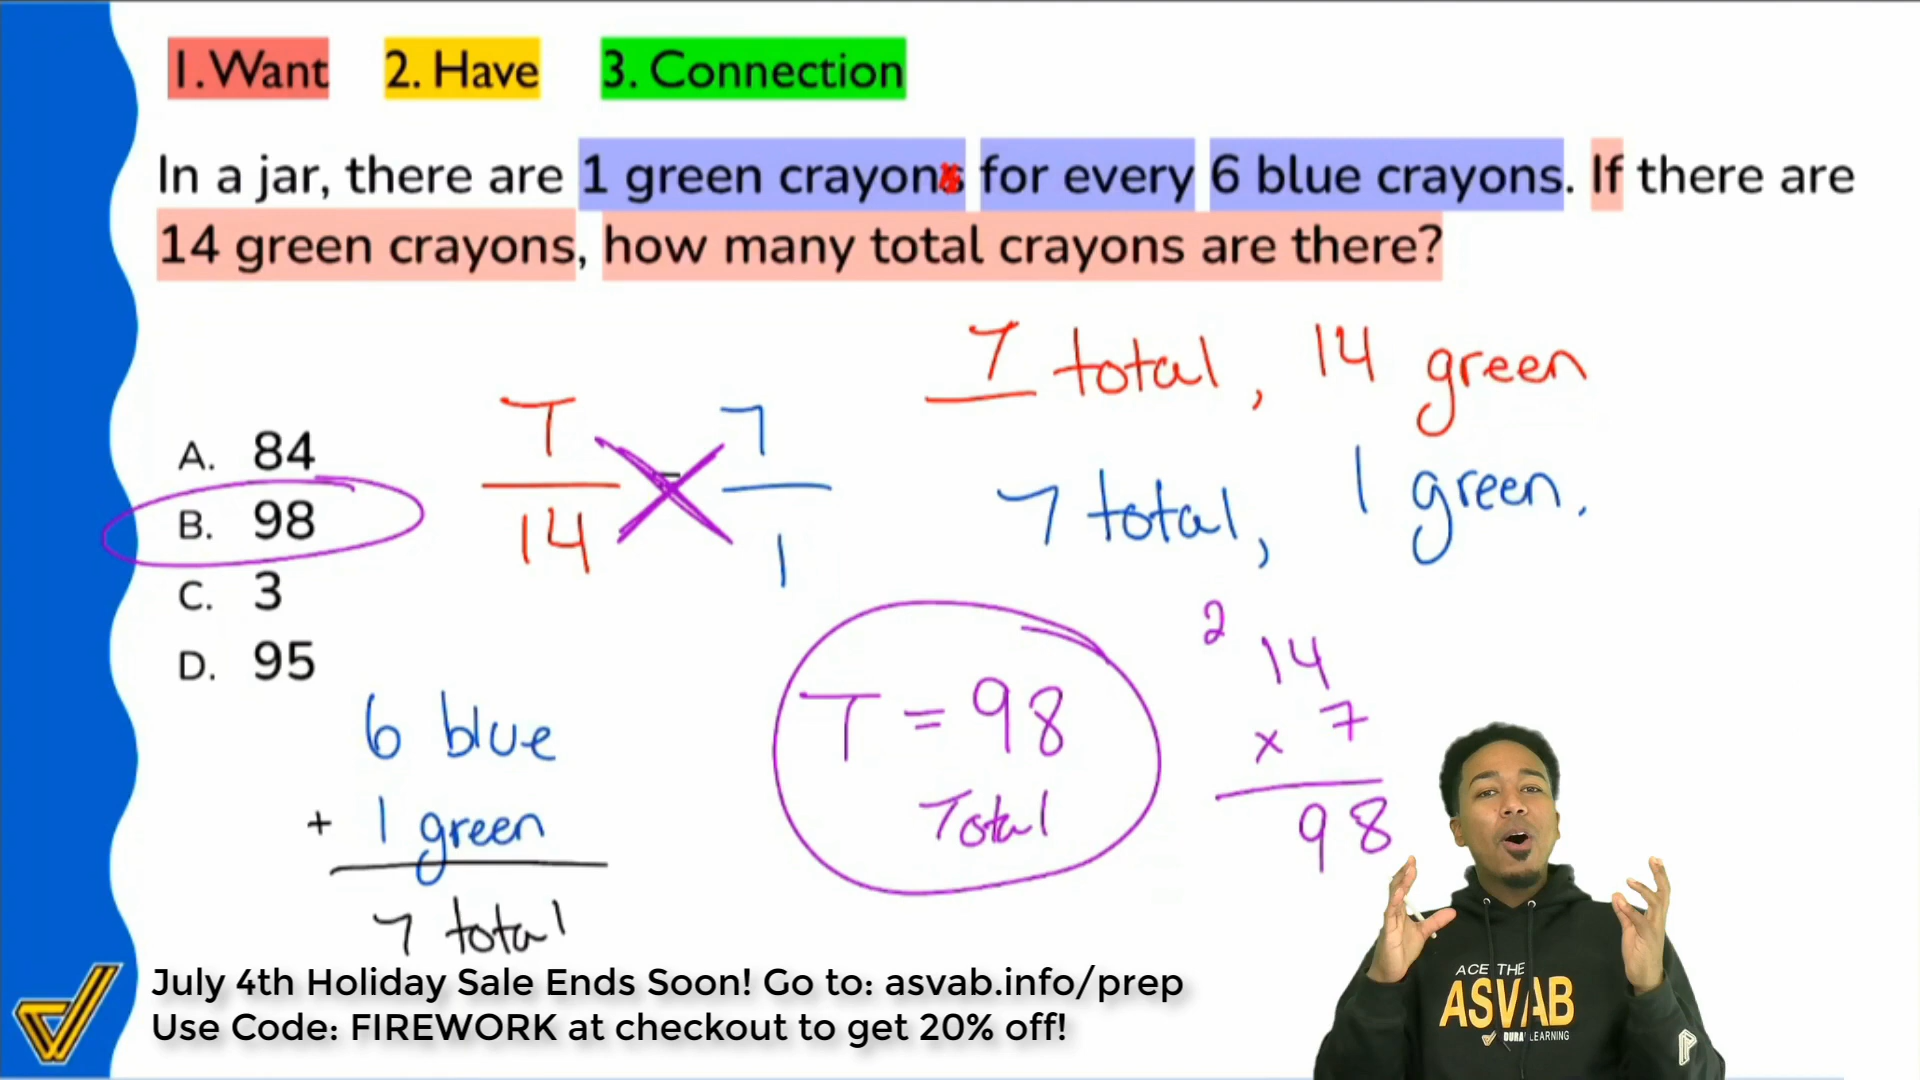 1. Want 2. Have 3. Connection
In a jar, there are 1 green crayons for every 6 blue crayons. If there are
14 green crayons, how many total crayons are there?
T total, 14 green
7 total, 1 green.
T 7
=
14 1
A. 84
B. 98
C. 3
D. 95
6 blue
+ 1 green
7 total
T = 98
Total
2
14
x 7
98
July 4th Holiday Sale Ends Soon! Go to: asvab.info/prep
Use Code: FIREWORK at checkout to get 20% off!
ACE THE
ASVAB
DURA LEARNING
P